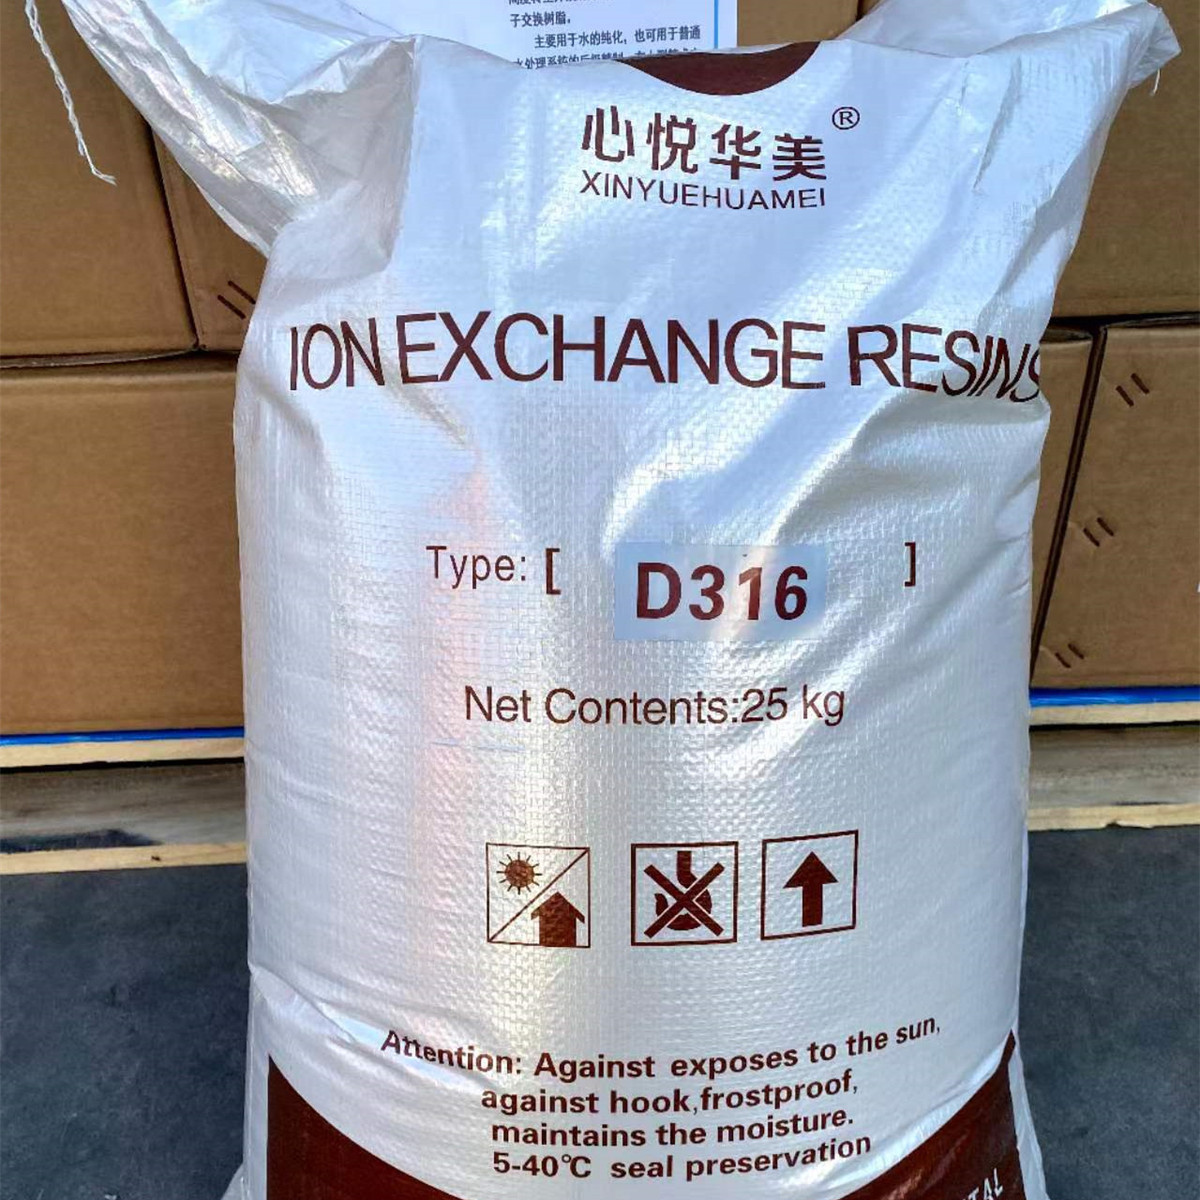 子交换树脂。
主要用于水的纯化，也可用于普通
心悦华美®
XINYUEHUAMEI
ION EXCHANGE RESINS
Type: [ D316 ]
Net Contents:25 kg
Attention: Against exposes to the sun,
against hook,frostproof,
maintains the moisture.
5-40℃ seal preservation